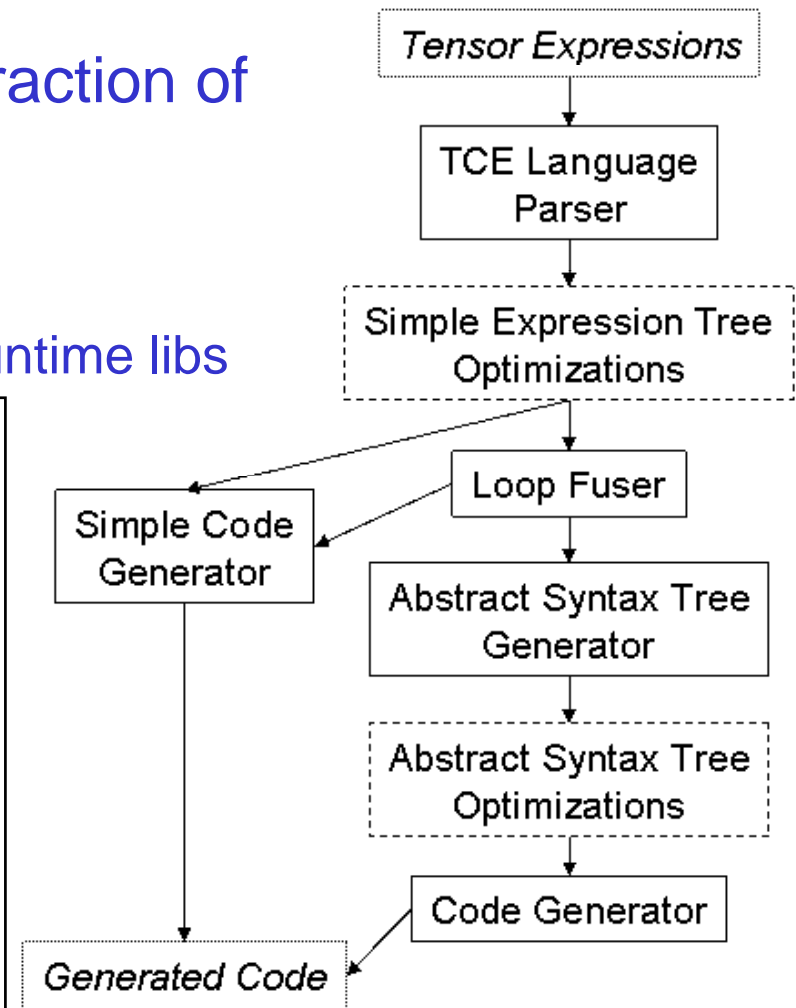 raction of
untime libs
Tensor Expressions
TCE Language
Parser
Simple Expression Tree
Optimizations
Loop Fuser
Simple Code
Generator
Abstract Syntax Tree
Generator
Abstract Syntax Tree
Optimizations
Code Generator
Generated Code